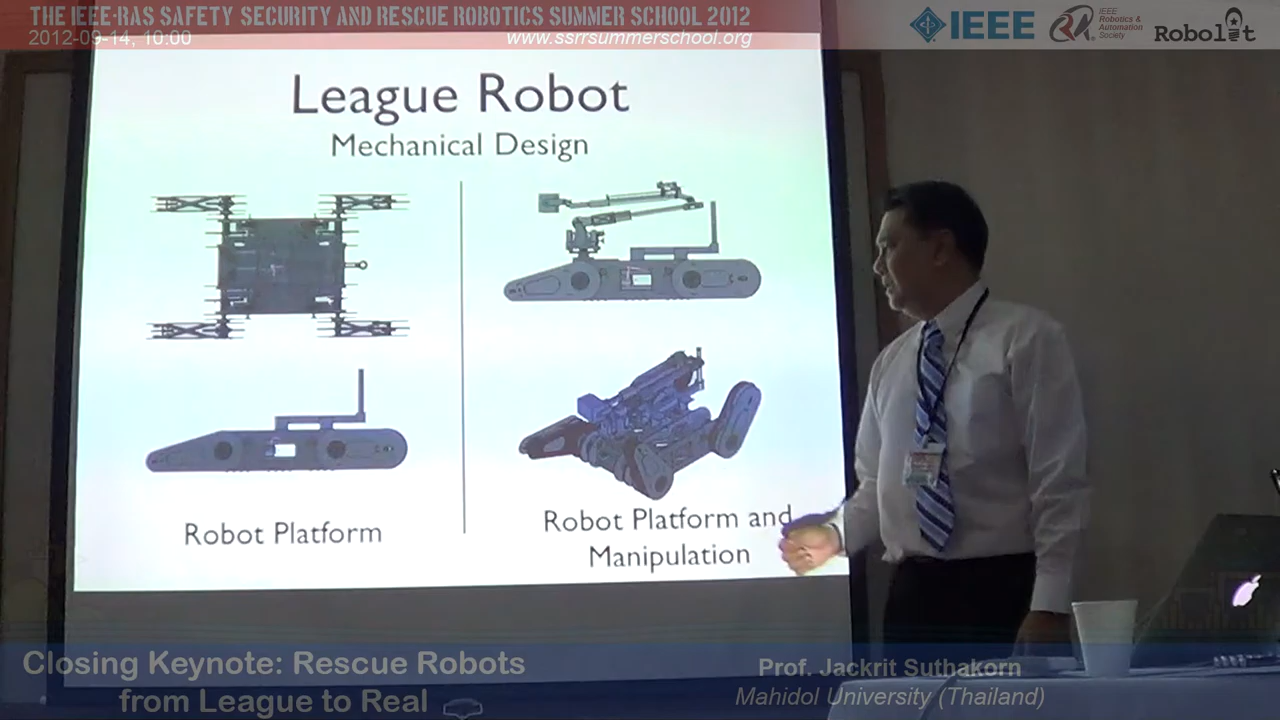 THE IEEE-RAS SAFETY SECURITY AND RESCUE ROBOTICS SUMMER SCHOOL 2012
2012-09-14, 10:00
www.ssrrsummerschool.org
IEEE
IEEE
Robotics &
Automation
Society
Robolit
League Robot
Mechanical Design
Robot Platform
Robot Platform and
Manipulation
Closing Keynote: Rescue Robots
from League to Real
Prof. Jackrit Suthakorn
Mahidol University (Thailand)